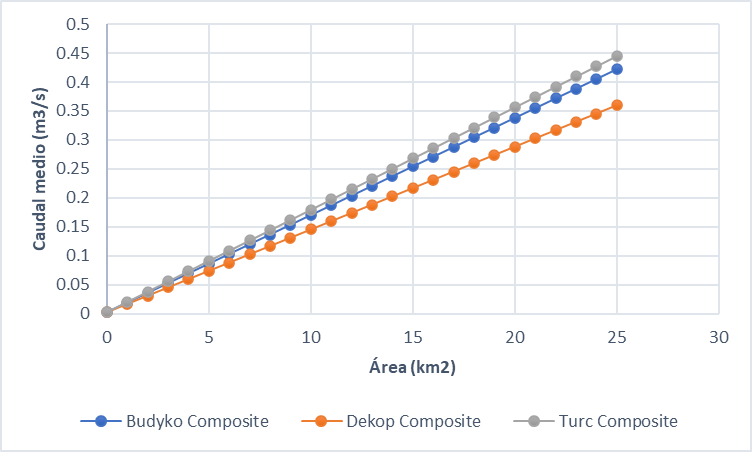 0.5
0.45
0.4
0.35
0.3
0.25
0.2
0.15
0.1
0.05
0
Caudal medio (m3/s)
0 5 10 15 20 25 30
Área (km2)
Budyko Composite Dekop Composite Turc Composite